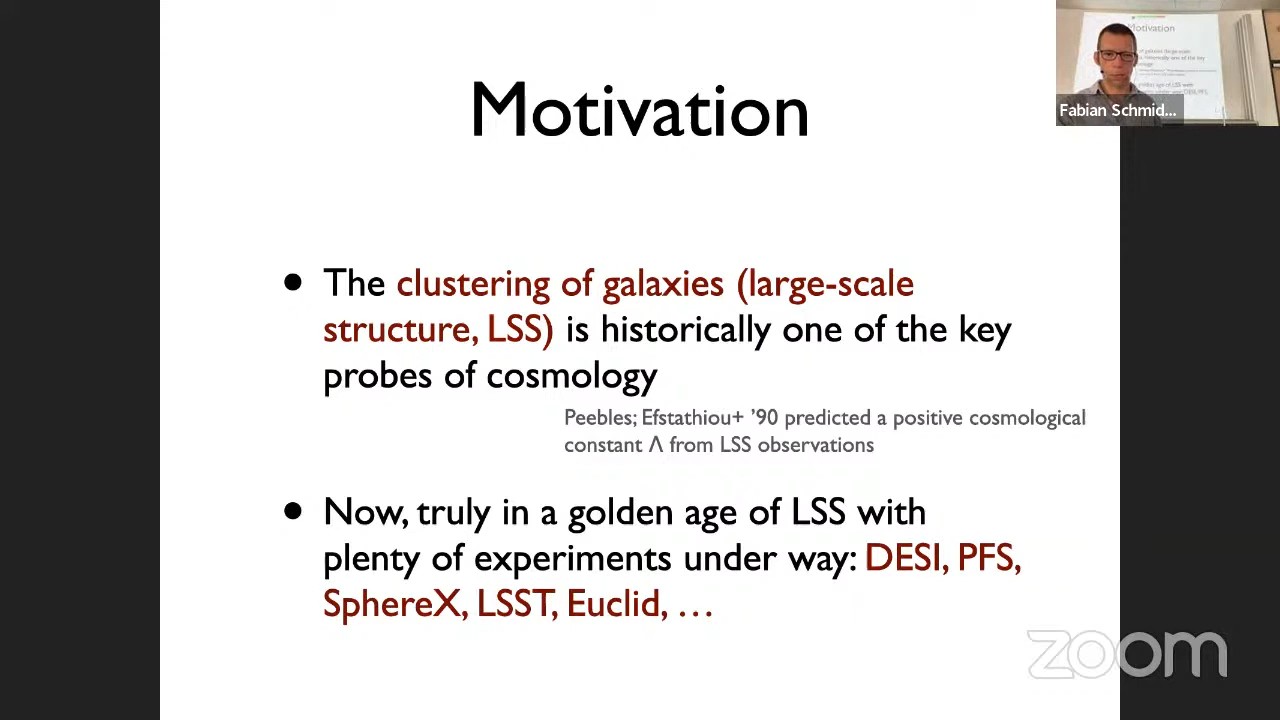 Motivation
• The clustering of galaxies (large-scale
structure, LSS) is historically one of the key
probes of cosmology
Peebles; Efstathiou+ ’90 predicted a positive cosmological
constant Λ from LSS observations
• Now, truly in a golden age of LSS with
plenty of experiments under way: DESI, PFS,
SphereX, LSST, Euclid, …
Motivation
Fabian Schmid...
zoom